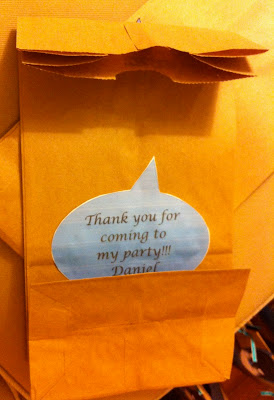 Thank you for
coming to
my party!!!
Daniel